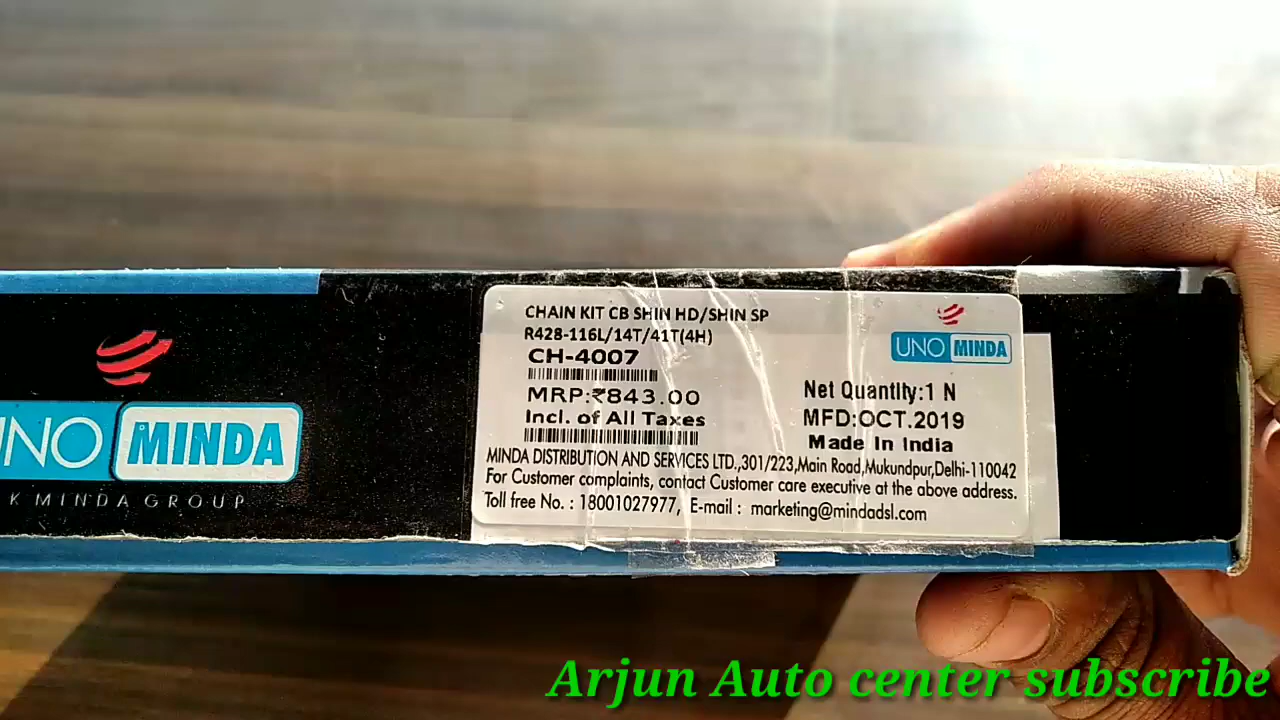 CHAIN KIT CB SHIN HD/SHIN SP
R428-116L/14T/41T(4H)
CH-4007
MRP:₹843.00
Incl. of All Taxes
UNO MINDA
Net Quantity:1 N
MFD:OCT.2019
Made In India
MINDA DISTRIBUTION AND SERVICES LTD.,301/223,Main Road,Mukundpur,Delhi-110042
For Customer complaints, contact Customer care executive at the above address.
Toll free No. : 18001027977, E-mail : marketing@mindadsl.com
UNO MINDA
K MINDA GROUP
Arjun Auto center subscribe